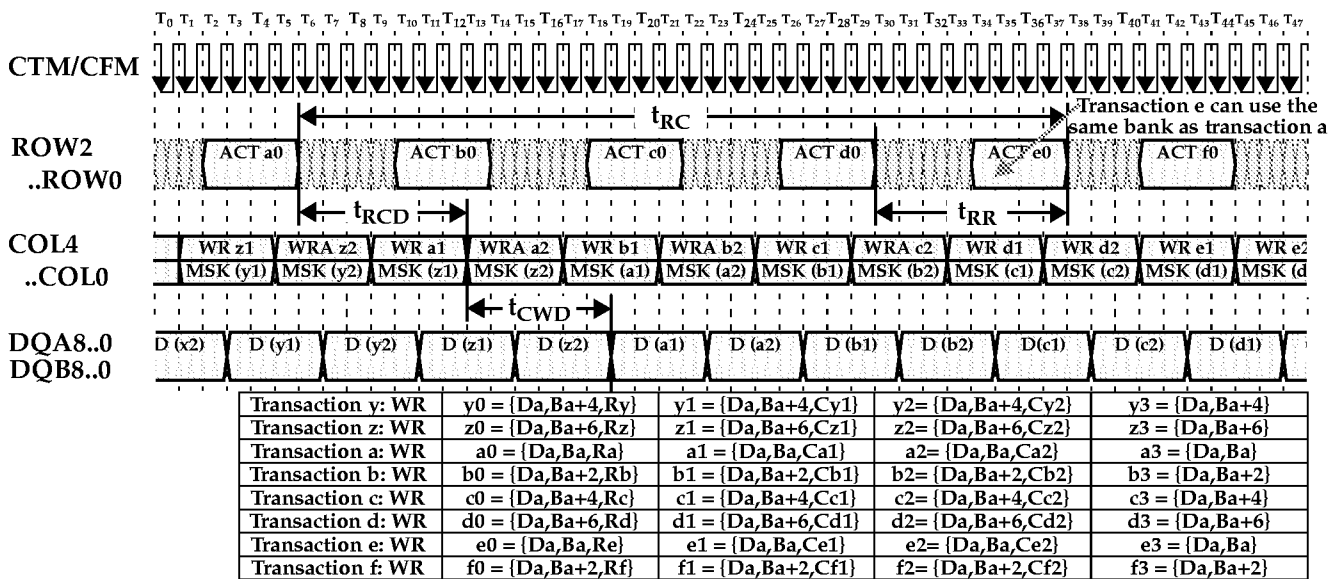 T0 T1 T2 T3 T4 T5 T6 T7 T8 T9 T10 T11 T12 T13 T14 T15 T16 T17 T18 T19 T20 T21 T22 T23 T24 T25 T26 T27 T28 T29 T30 T31 T32 T33 T34 T35 T36 T37 T38 T39 T40 T41 T42 T43 T44 T45 T46 T47
CTM/CFM
tRC
Transaction e can use the
same bank as transaction a
ROW2
..ROW0
ACT a0 ACT b0 ACT c0 ACT d0 ACT e0 ACT f0
tRCD tRR
COL4
..COL0
WR z1 WRA z2 WR a1 WRA a2 WR b1 WRA b2 WR c1 WRA c2 WR d1 WR d2 WR e1 WR e2
MSK (y1) MSK (y2) MSK (z1) MSK (z2) MSK (a1) MSK (a2) MSK (b1) MSK (b2) MSK (c1) MSK (c2) MSK (d1) MSK (d
tCWD
DQA8..0
DQB8..0
D (x2) D (y1) D (y2) D (z1) D (z2) D (a1) D (a2) D (b1) D (b2) D(c1) D (c2) D (d1)
Transaction y: WR y0 = {Da,Ba+4,Ry} y1 = {Da,Ba+4,Cy1} y2= {Da,Ba+4,Cy2} y3 = {Da,Ba+4}
Transaction z: WR z0 = {Da,Ba+6,Rz} z1 = {Da,Ba+6,Cz1} z2= {Da,Ba+6,Cz2} z3 = {Da,Ba+6}
Transaction a: WR a0 = {Da,Ba,Ra} a1 = {Da,Ba,Ca1} a2= {Da,Ba,Ca2} a3 = {Da,Ba}
Transaction b: WR b0 = {Da,Ba+2,Rb} b1 = {Da,Ba+2,Cb1} b2= {Da,Ba+2,Cb2} b3 = {Da,Ba+2}
Transaction c: WR c0 = {Da,Ba+4,Rc} c1 = {Da,Ba+4,Cc1} c2= {Da,Ba+4,Cc2} c3 = {Da,Ba+4}
Transaction d: WR d0 = {Da,Ba+6,Rd} d1 = {Da,Ba+6,Cd1} d2= {Da,Ba+6,Cd2} d3 = {Da,Ba+6}
Transaction e: WR e0 = {Da,Ba,Re} e1 = {Da,Ba,Ce1} e2= {Da,Ba,Ce2} e3 = {Da,Ba}
Transaction f: WR f0 = {Da,Ba+2,Rf} f1 = {Da,Ba+2,Cf1} f2= {Da,Ba+2,Cf2} f3 = {Da,Ba+2}